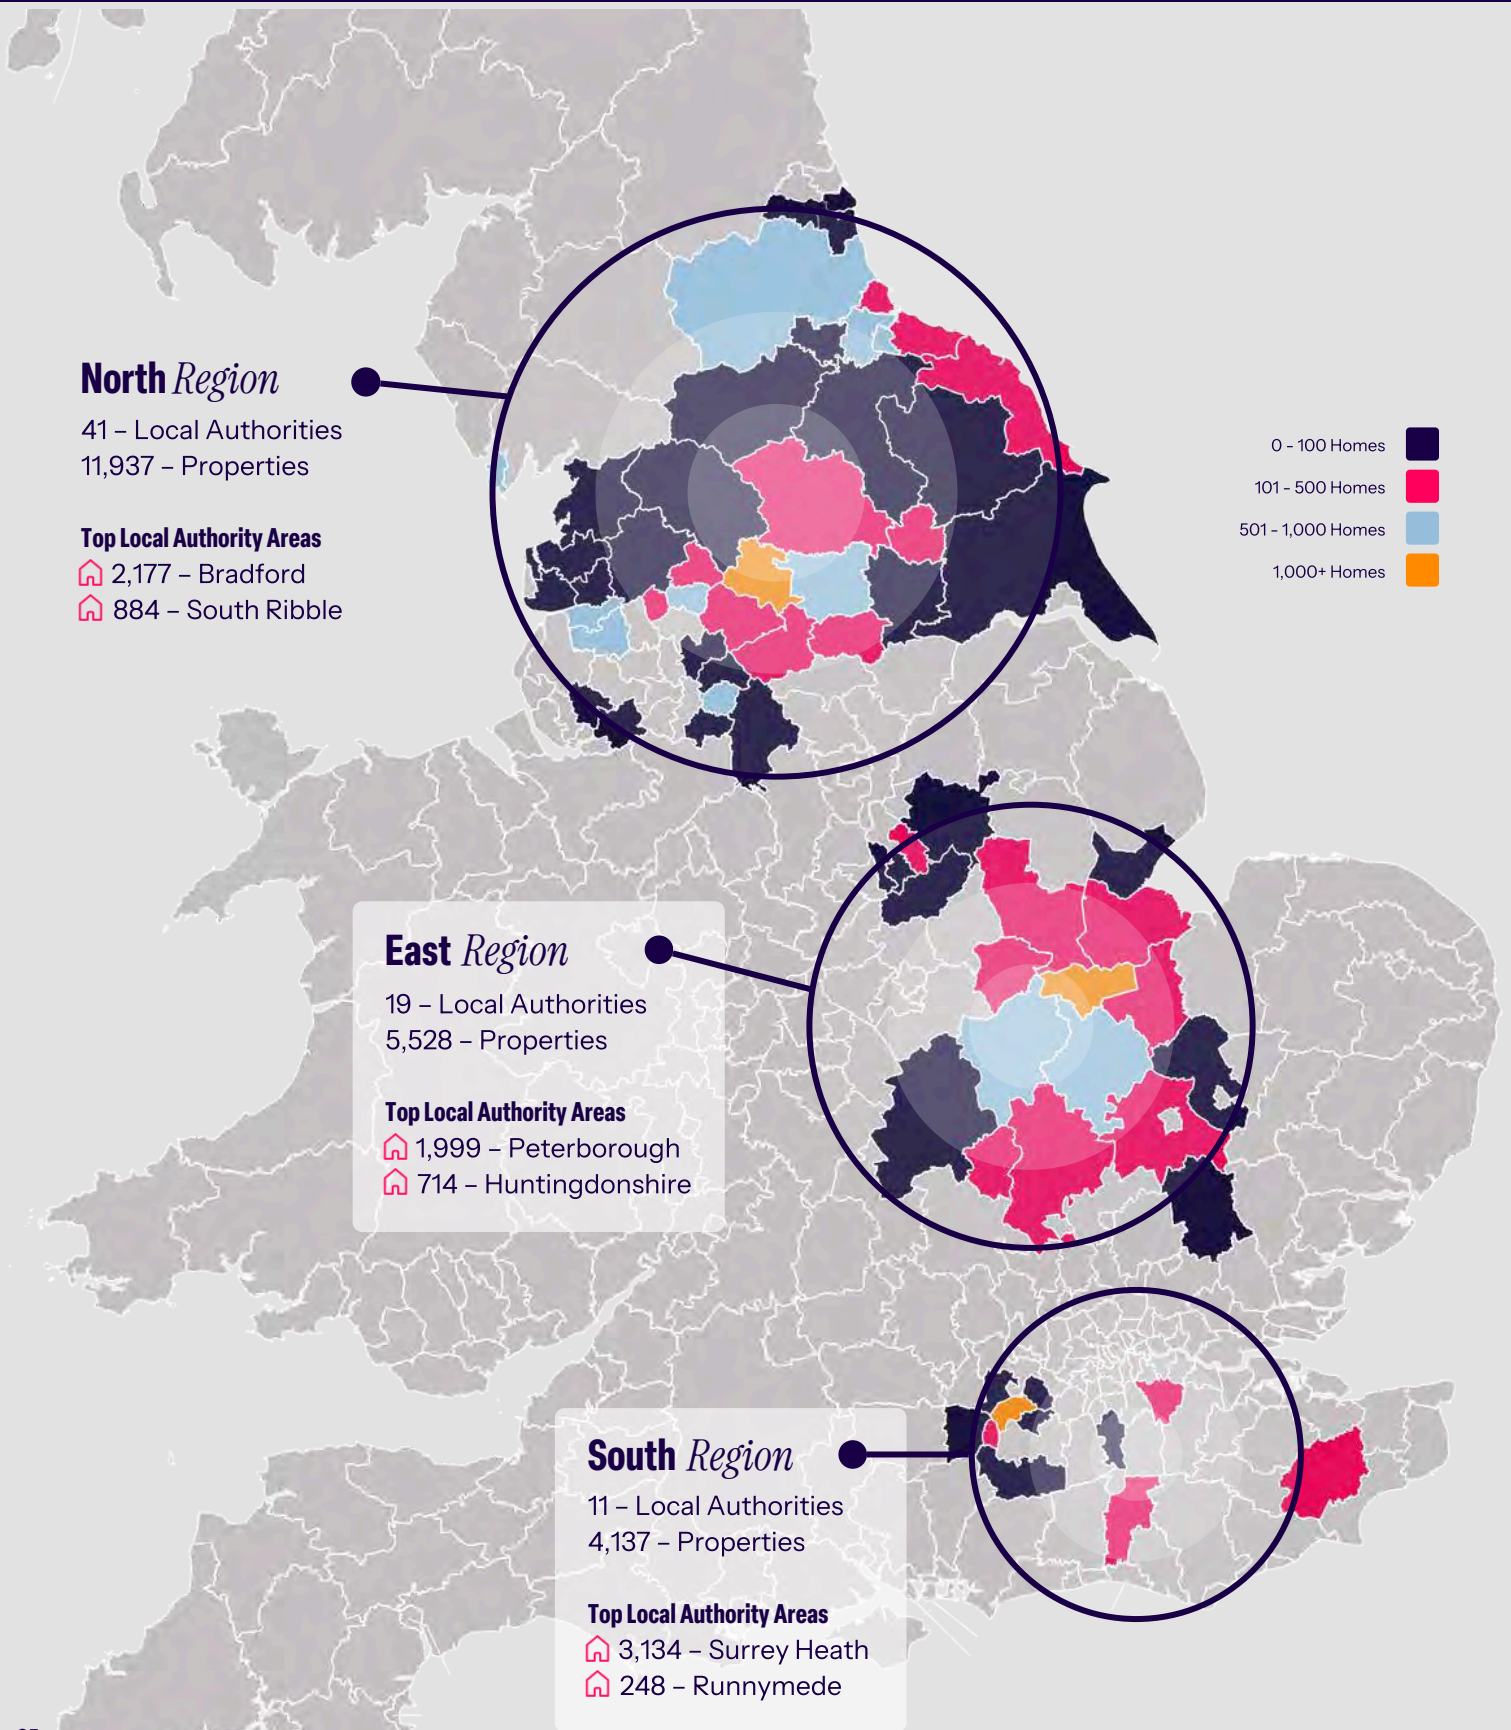 North Region
41 – Local Authorities
11,937 – Properties
Top Local Authority Areas
2,177 – Bradford
884 – South Ribble
0 - 100 Homes
101 - 500 Homes
501 - 1,000 Homes
1,000+ Homes
East Region
19 – Local Authorities
5,528 – Properties
Top Local Authority Areas
1,999 – Peterborough
714 – Huntingdonshire
South Region
11 – Local Authorities
4,137 – Properties
Top Local Authority Areas
3,134 – Surrey Heath
248 – Runnymede